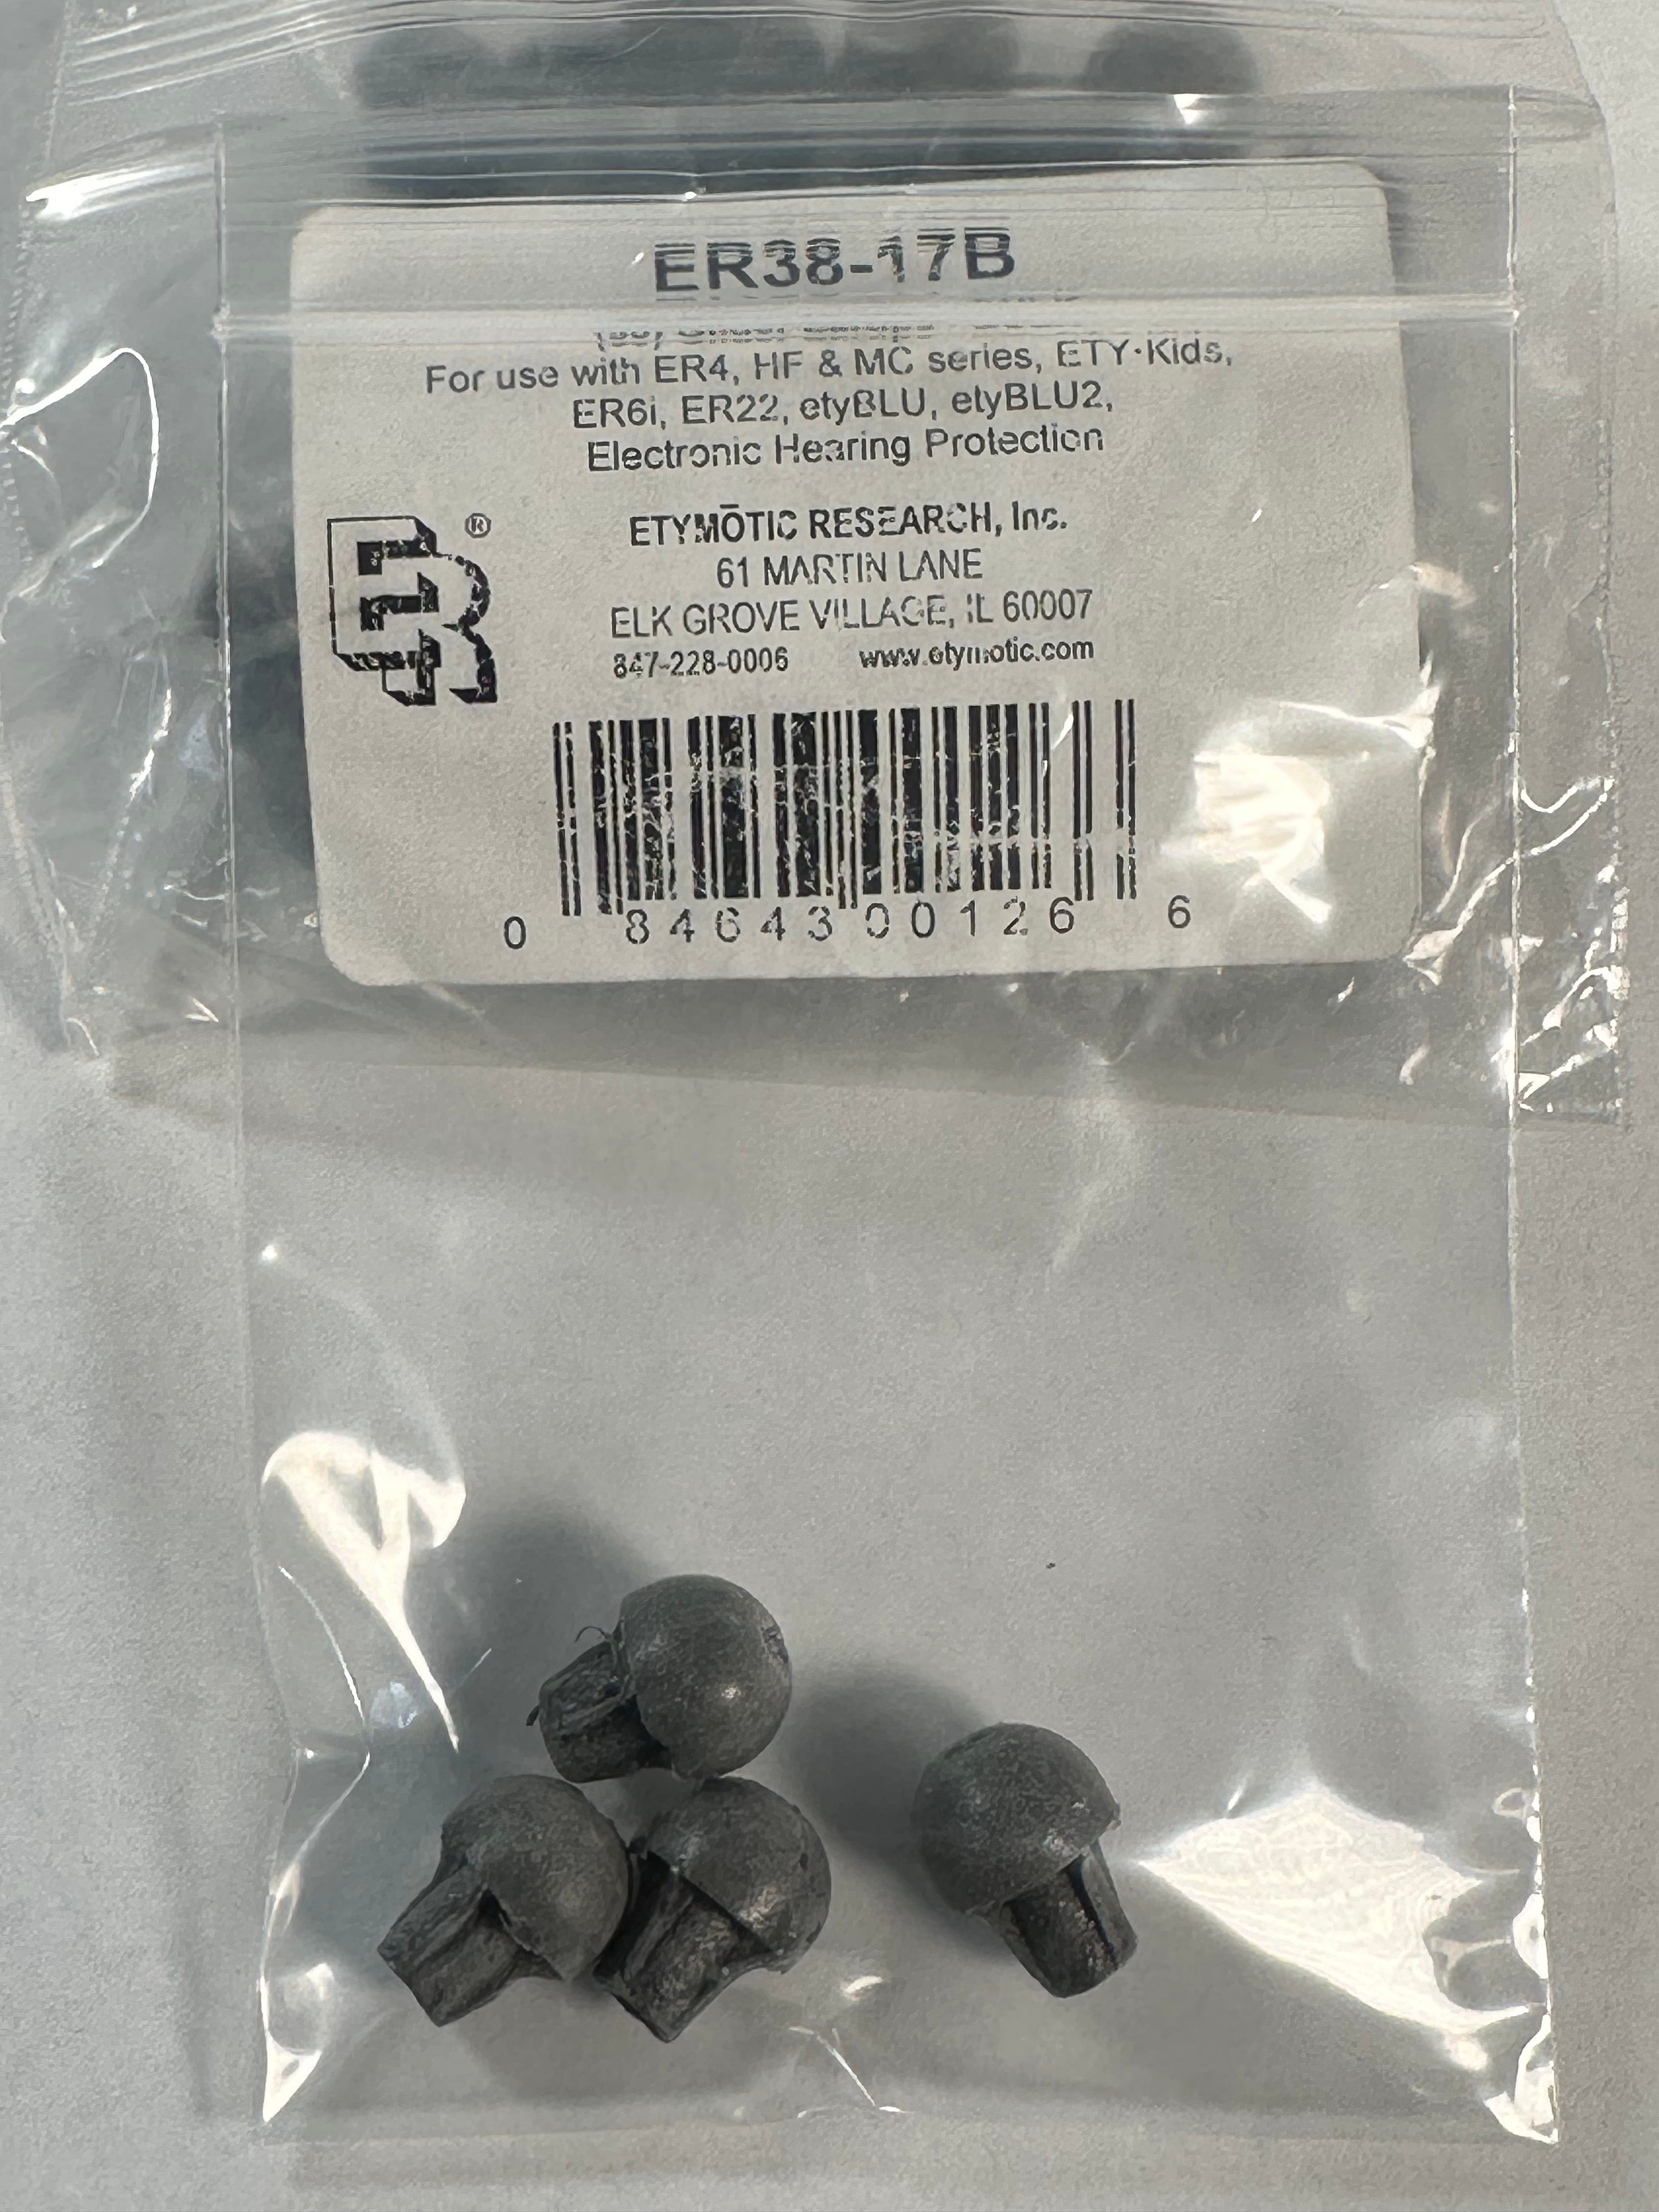 ER38-17B
For use with ER4, HF & MC series, ETY·Kids,
ER6i, ER22, etyBLU, etyBLU2,
Electronic Hearing Protection
ER®
ETYMŌTIC RESEARCH, Inc.
61 MARTIN LANE
ELK GROVE VILLAGE, IL 60007
847-228-0006 www.etymotic.com
0 84643 00126 6